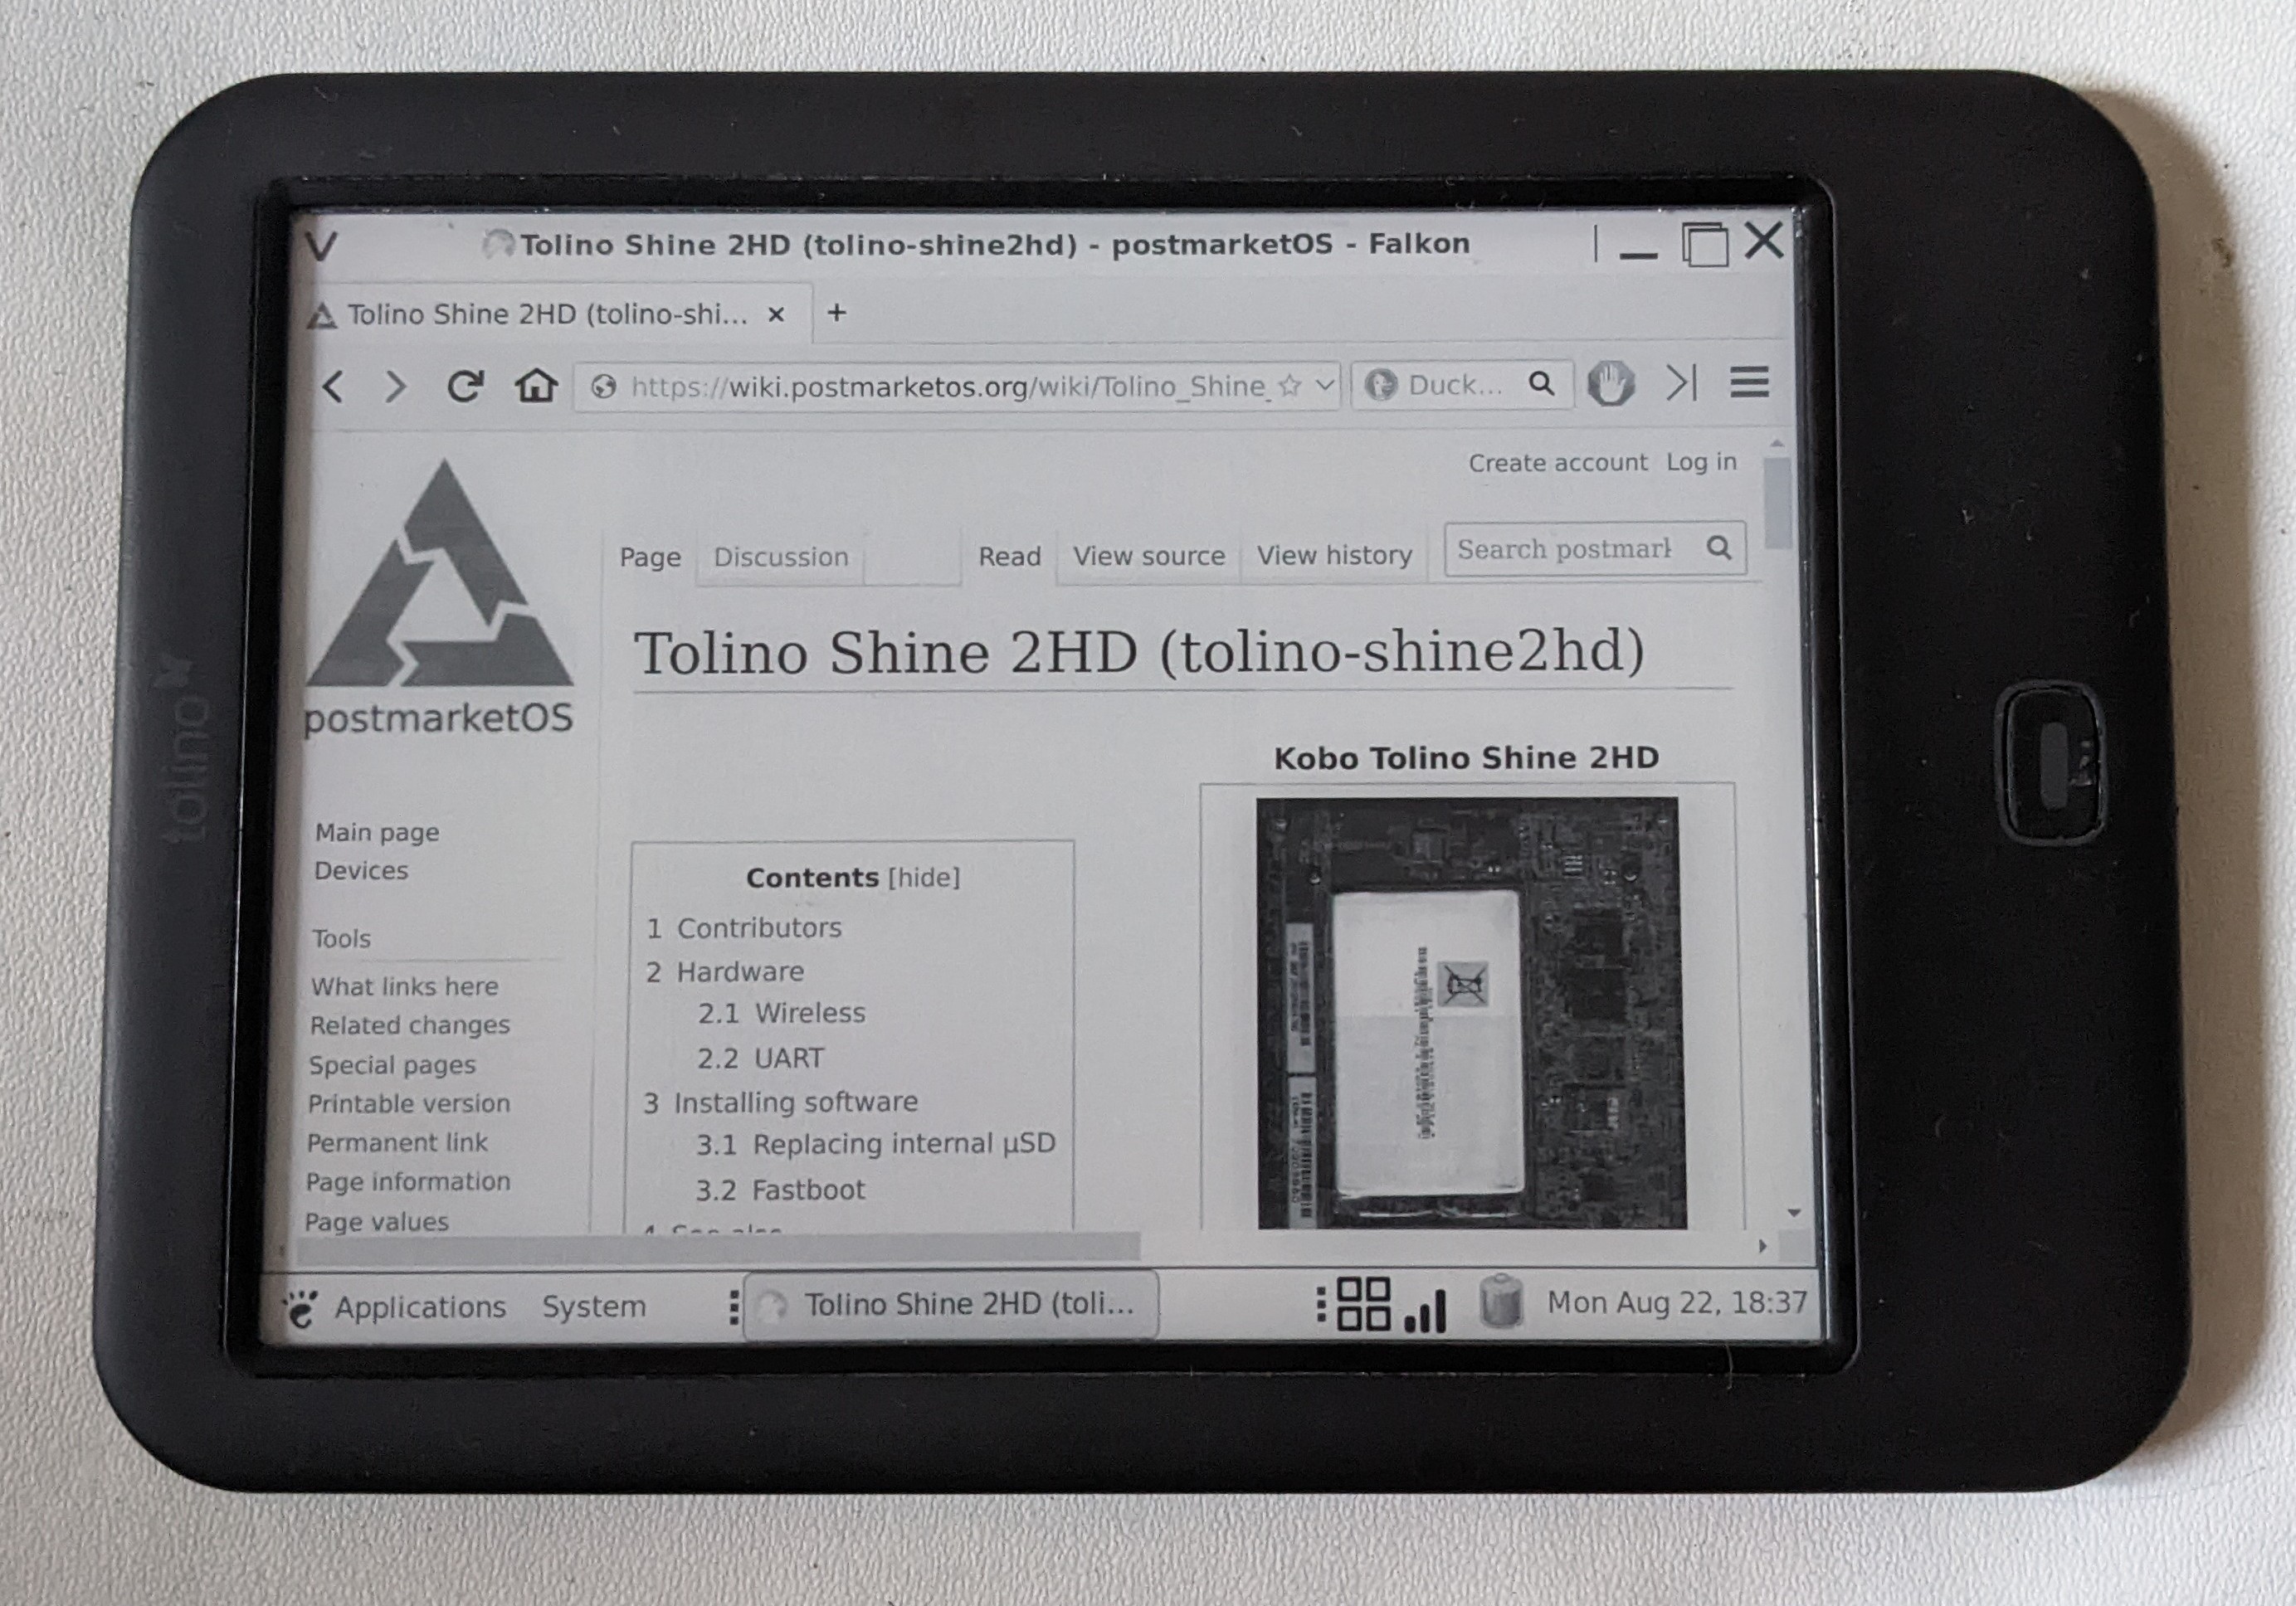 Tolino Shine 2HD (tolino-shine2hd) - postmarketOS - Falkon
Tolino Shine 2HD (tolino-shi...
https://wiki.postmarketos.org/wiki/Tolino_Shine_
Duck...
Create account Log in
Page Discussion Read View source View history Search postmarl
postmarketOS
Tolino Shine 2HD (tolino-shine2hd)
Main page
Devices
Tools
What links here
Related changes
Special pages
Printable version
Permanent link
Page information
Page values
Contents [hide]
1 Contributors
2 Hardware
2.1 Wireless
2.2 UART
3 Installing software
3.1 Replacing internal µSD
3.2 Fastboot
Kobo Tolino Shine 2HD
Applications System Tolino Shine 2HD (toli... Mon Aug 22, 18:37
tolino